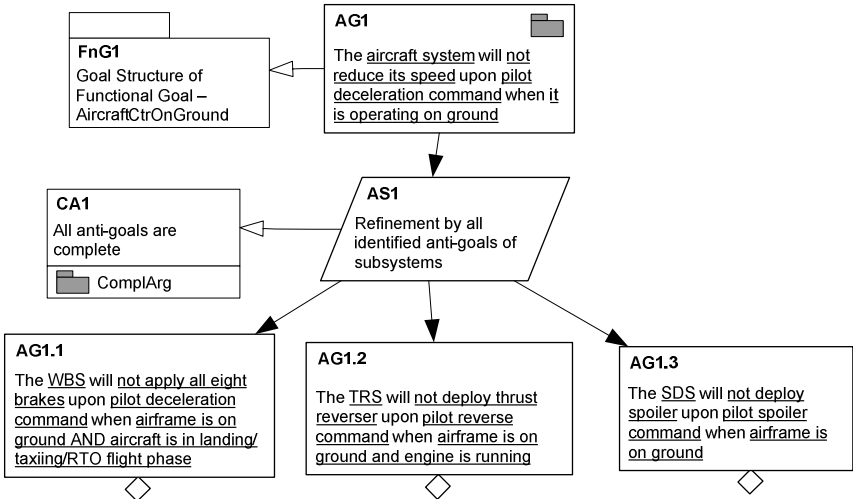 FnG1
Goal Structure of
Functional Goal –
AircraftCtrOnGround
AG1
The aircraft system will not
reduce its speed upon pilot
deceleration command when it
is operating on ground
CA1
All anti-goals are
complete
ComplArg
AS1
Refinement by all
identified anti-goals of
subsystems
AG1.1
The WBS will not apply all eight
brakes upon pilot deceleration
command when airframe is on
ground AND aircraft is in landing/
taxiing/RTO flight phase
AG1.2
The TRS will not deploy thrust
reverser upon pilot reverse
command when airframe is on
ground and engine is running
AG1.3
The SDS will not deploy
spoiler upon pilot spoiler
command when airframe is
on ground